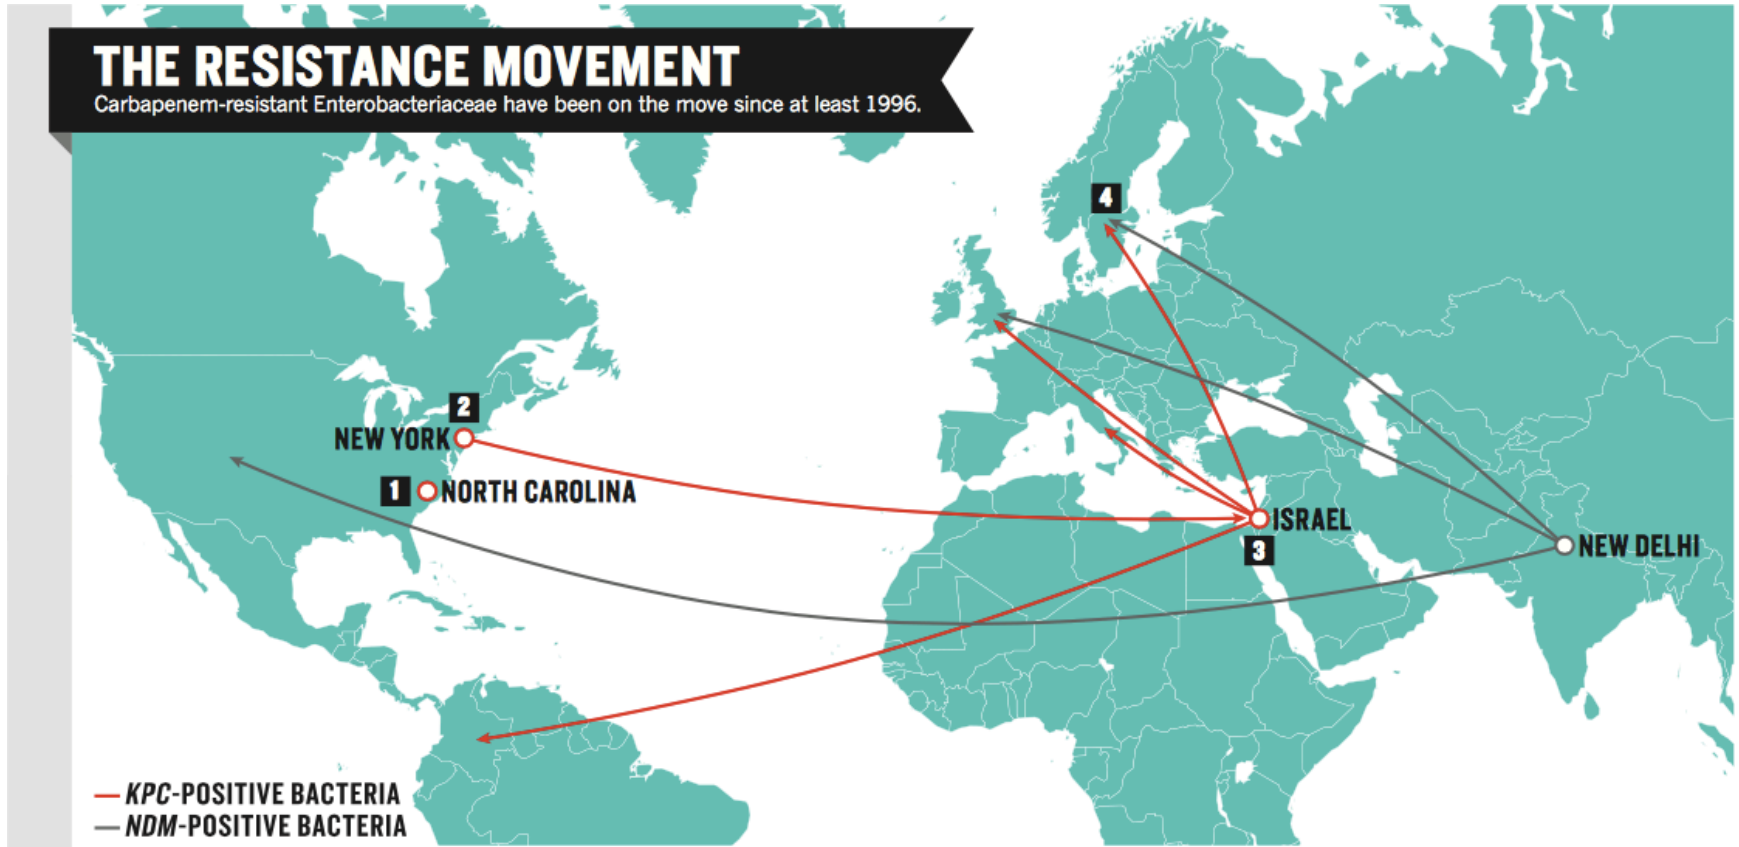 THE RESISTANCE MOVEMENT
Carbapenem-resistant Enterobacteriaceae have been on the move since at least 1996.
4
2
NEW YORK
1 NORTH CAROLINA
ISRAEL
3
NEW DELHI
KPC-POSITIVE BACTERIA
NDM-POSITIVE BACTERIA